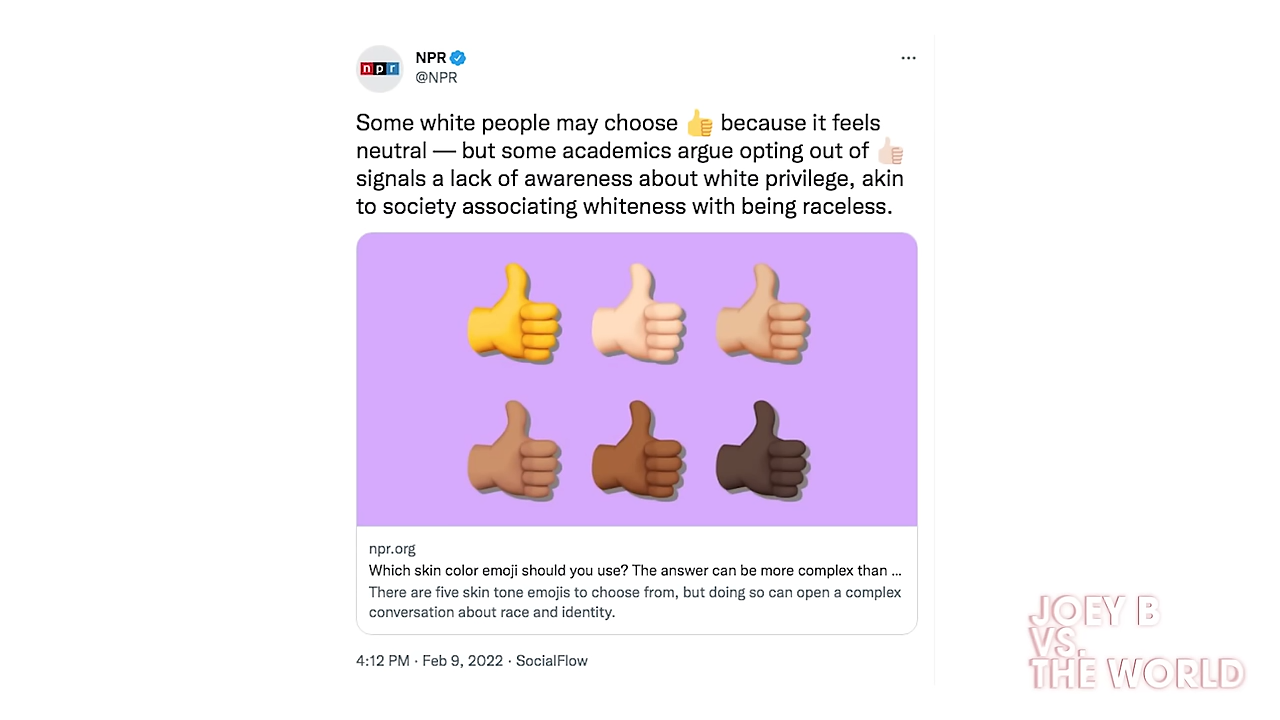 NPR
@NPR
npr
Some white people may choose 👍 because it feels
neutral — but some academics argue opting out of 👍🏻
signals a lack of awareness about white privilege, akin
to society associating whiteness with being raceless.
npr.org
Which skin color emoji should you use? The answer can be more complex than ...
There are five skin tone emojis to choose from, but doing so can open a complex
conversation about race and identity.
4:12 PM · Feb 9, 2022 · SocialFlow
JOEY B
VS.
THE WORLD